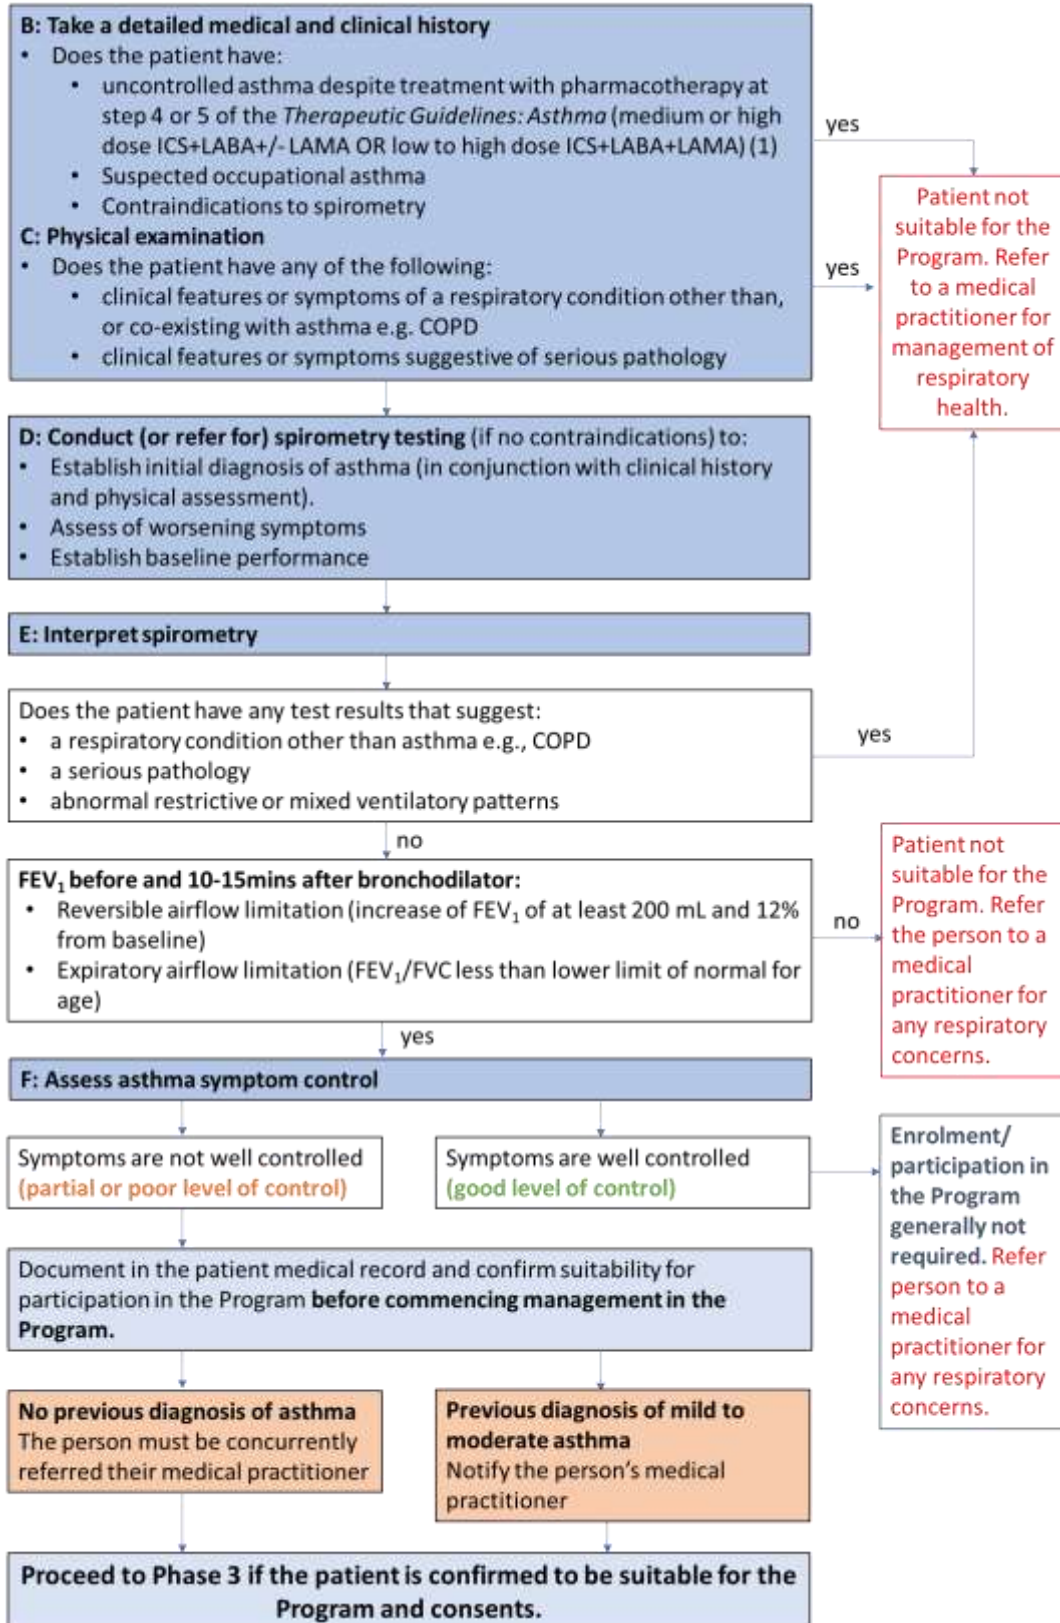 B: Take a detailed medical and clinical history
• Does the patient have:
• uncontrolled asthma despite treatment with pharmacotherapy at
step 4 or 5 of the Therapeutic Guidelines: Asthma (medium or high
dose ICS+LABA+/- LAMA OR low to high dose ICS+LABA+LAMA) (1)
• Suspected occupational asthma
• Contraindications to spirometry
C: Physical examination
• Does the patient have any of the following:
• clinical features or symptoms of a respiratory condition other than,
or co-existing with asthma e.g. COPD
• clinical features or symptoms suggestive of serious pathology
yes
yes
Patient not
suitable for the
Program. Refer
to a medical
practitioner for
management of
respiratory
health.
D: Conduct (or refer for) spirometry testing (if no contraindications) to:
• Establish initial diagnosis of asthma (in conjunction with clinical history
and physical assessment).
• Assess of worsening symptoms
• Establish baseline performance
E: Interpret spirometry
Does the patient have any test results that suggest:
• a respiratory condition other than asthma e.g., COPD
• a serious pathology
• abnormal restrictive or mixed ventilatory patterns
yes
no
FEV₁ before and 10-15mins after bronchodilator:
• Reversible airflow limitation (increase of FEV₁ of at least 200 mL and 12%
from baseline)
• Expiratory airflow limitation (FEV₁/FVC less than lower limit of normal for
age)
no
Patient not
suitable for the
Program. Refer
the person to a
medical
practitioner for
any respiratory
concerns.
yes
F: Assess asthma symptom control
Symptoms are not well controlled
(partial or poor level of control)
Symptoms are well controlled
(good level of control)
Enrolment/
participation in
the Program
generally not
required. Refer
person to a
medical
practitioner for
any respiratory
concerns.
Document in the patient medical record and confirm suitability for
participation in the Program before commencing management in the
Program.
No previous diagnosis of asthma
The person must be concurrently
referred their medical practitioner
Previous diagnosis of mild to
moderate asthma
Notify the person's medical
practitioner
Proceed to Phase 3 if the patient is confirmed to be suitable for the
Program and consents.